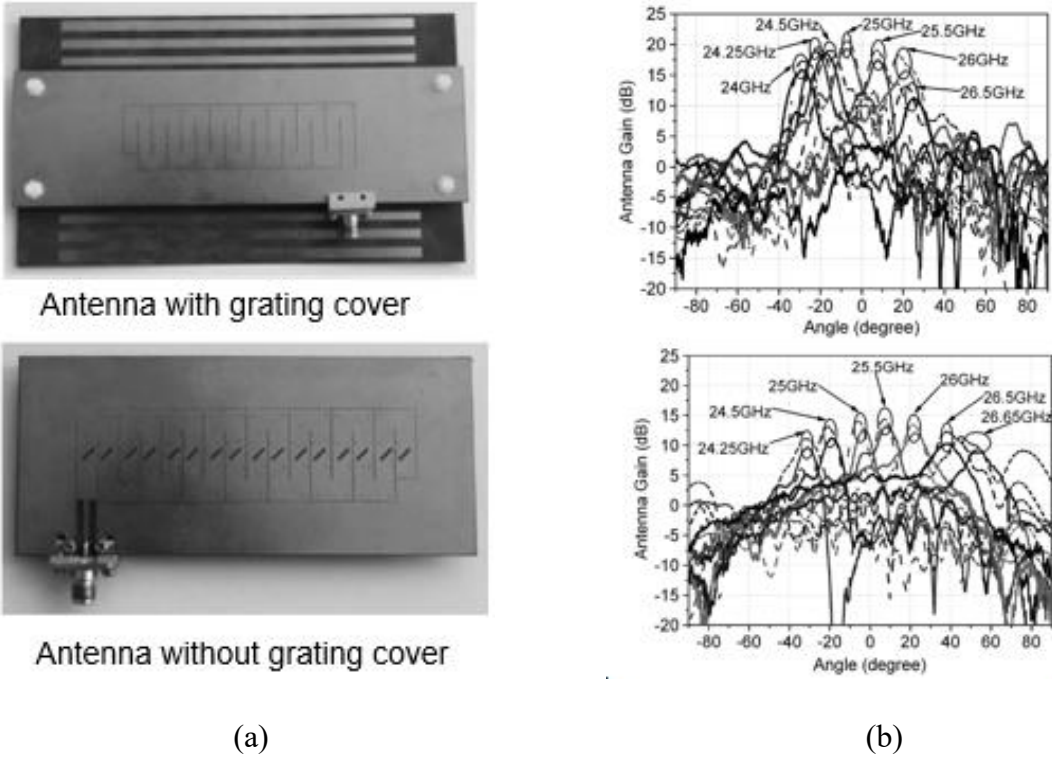 Antenna with grating cover
Antenna without grating cover
(a)
24.5GHz
25GHz
25.5GHz
24.25GHz
26GHz
24GHz
26.5GHz
Antenna Gain (dB)
25
20
15
10
5
0
-5
-10
-15
-20
-80 -60 -40 -20 0 20 40 60 80
Angle (degree)
25.5GHz
25GHz
26GHz
24.5GHz
26.5GHz
24.25GHz
26.65GHz
Antenna Gain (dB)
25
20
15
10
5
0
-5
-10
-15
-20
-80 -60 -40 -20 0 20 40 60 80
Angle (degree)
(b)